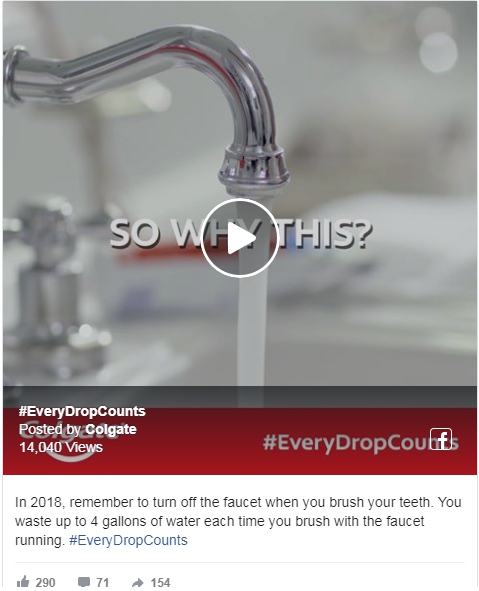 SO WHY THIS?
#EveryDropCounts
Posted by Colgate
14,040 Views
Colgate
#EveryDropCounts
In 2018, remember to turn off the faucet when you brush your teeth. You
waste up to 4 gallons of water each time you brush with the faucet
running. #EveryDropCounts
290 71 154